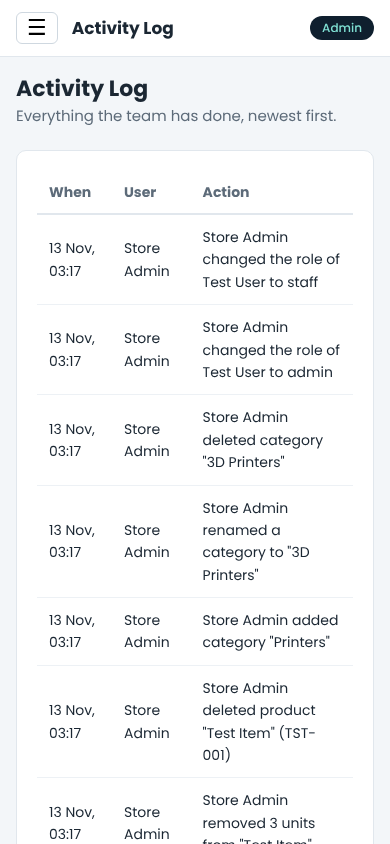 ☰ Activity Log Admin
Activity Log
Everything the team has done, newest first.
When User Action
13 Nov, 03:17 Store Admin Store Admin changed the role of Test User to staff
13 Nov, 03:17 Store Admin Store Admin changed the role of Test User to admin
13 Nov, 03:17 Store Admin Store Admin deleted category "3D Printers"
13 Nov, 03:17 Store Admin Store Admin renamed a category to "3D Printers"
13 Nov, 03:17 Store Admin Store Admin added category "Printers"
13 Nov, 03:17 Store Admin Store Admin deleted product "Test Item" (TST-001)
13 Nov, 03:17 Store Admin Store Admin removed 3 units from "Test Item"